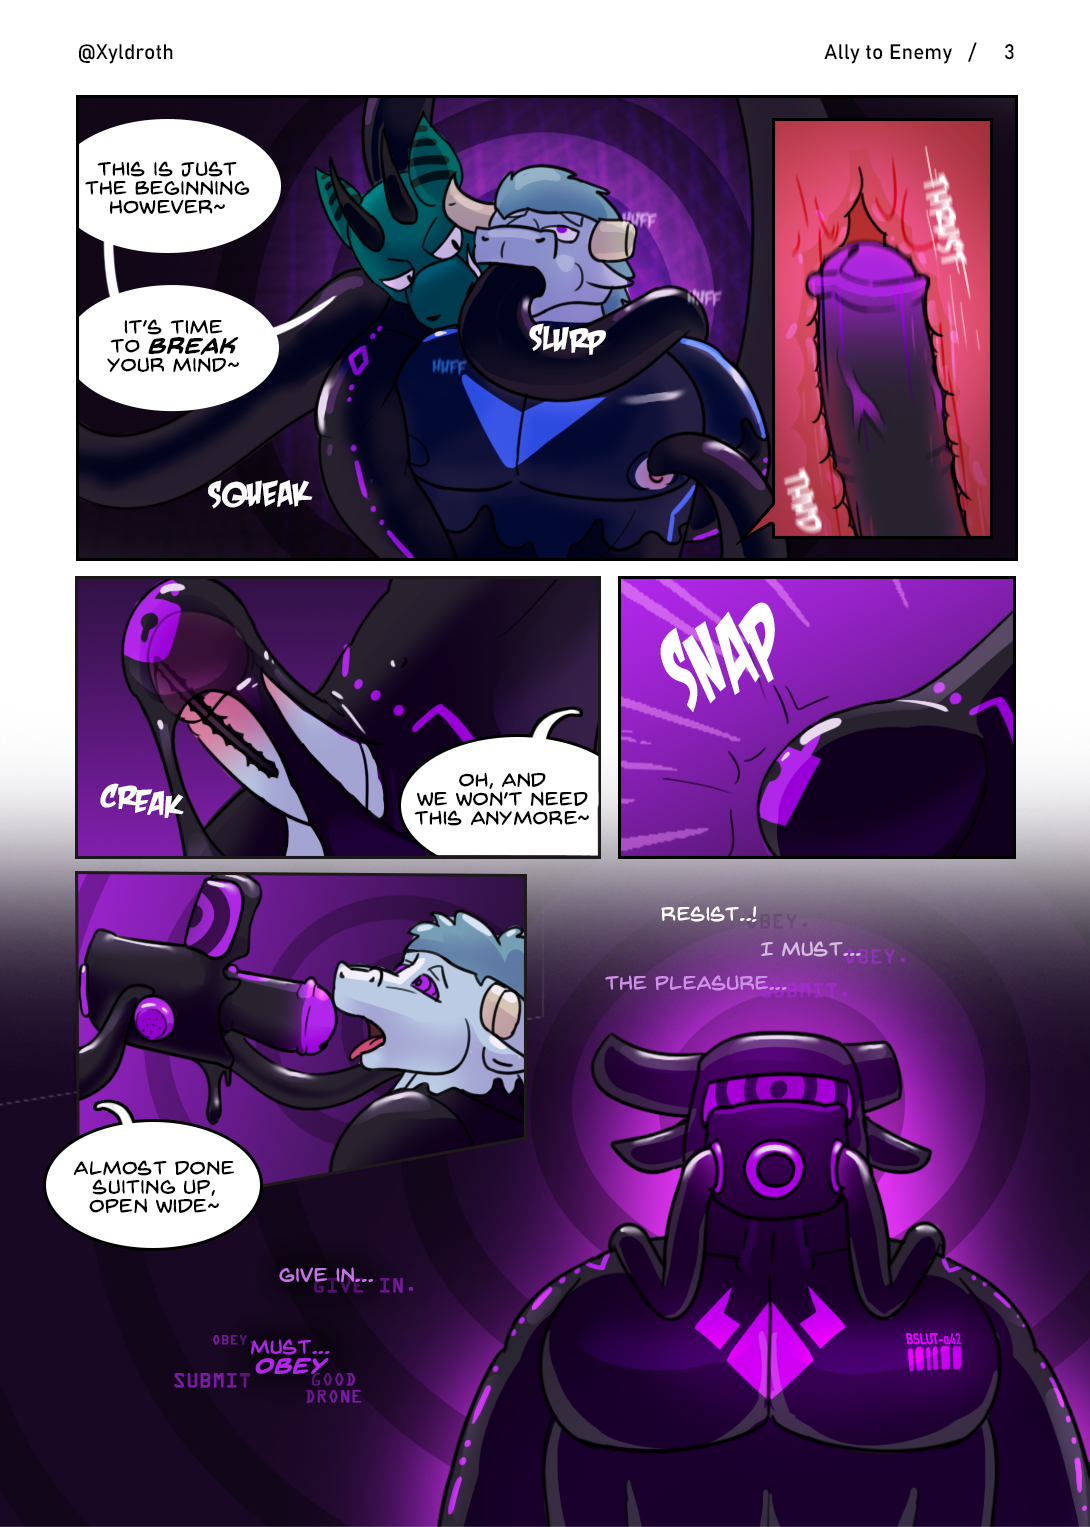 @Xyldroth
Ally to Enemy / 3
THIS IS JUST
THE BEGINNING
HOWEVER~
IT'S TIME
TO BREAK
YOUR MIND~
HUFF
HUFF
HUFF
SLURP
SQUEAK
THRUST
THUD
CREAK
OH, AND
WE WON'T NEED
THIS ANYMORE~
SNAP
RESIST..!
OBEY.
I MUST...
OBEY.
THE PLEASURE...
SUBMIT.
ALMOST DONE
SUITING UP,
OPEN WIDE~
GIVE IN...
GIVE IN.
OBEY
MUST...
OBEY.
SUBMIT
GOOD
DRONE
BSLUT-a42